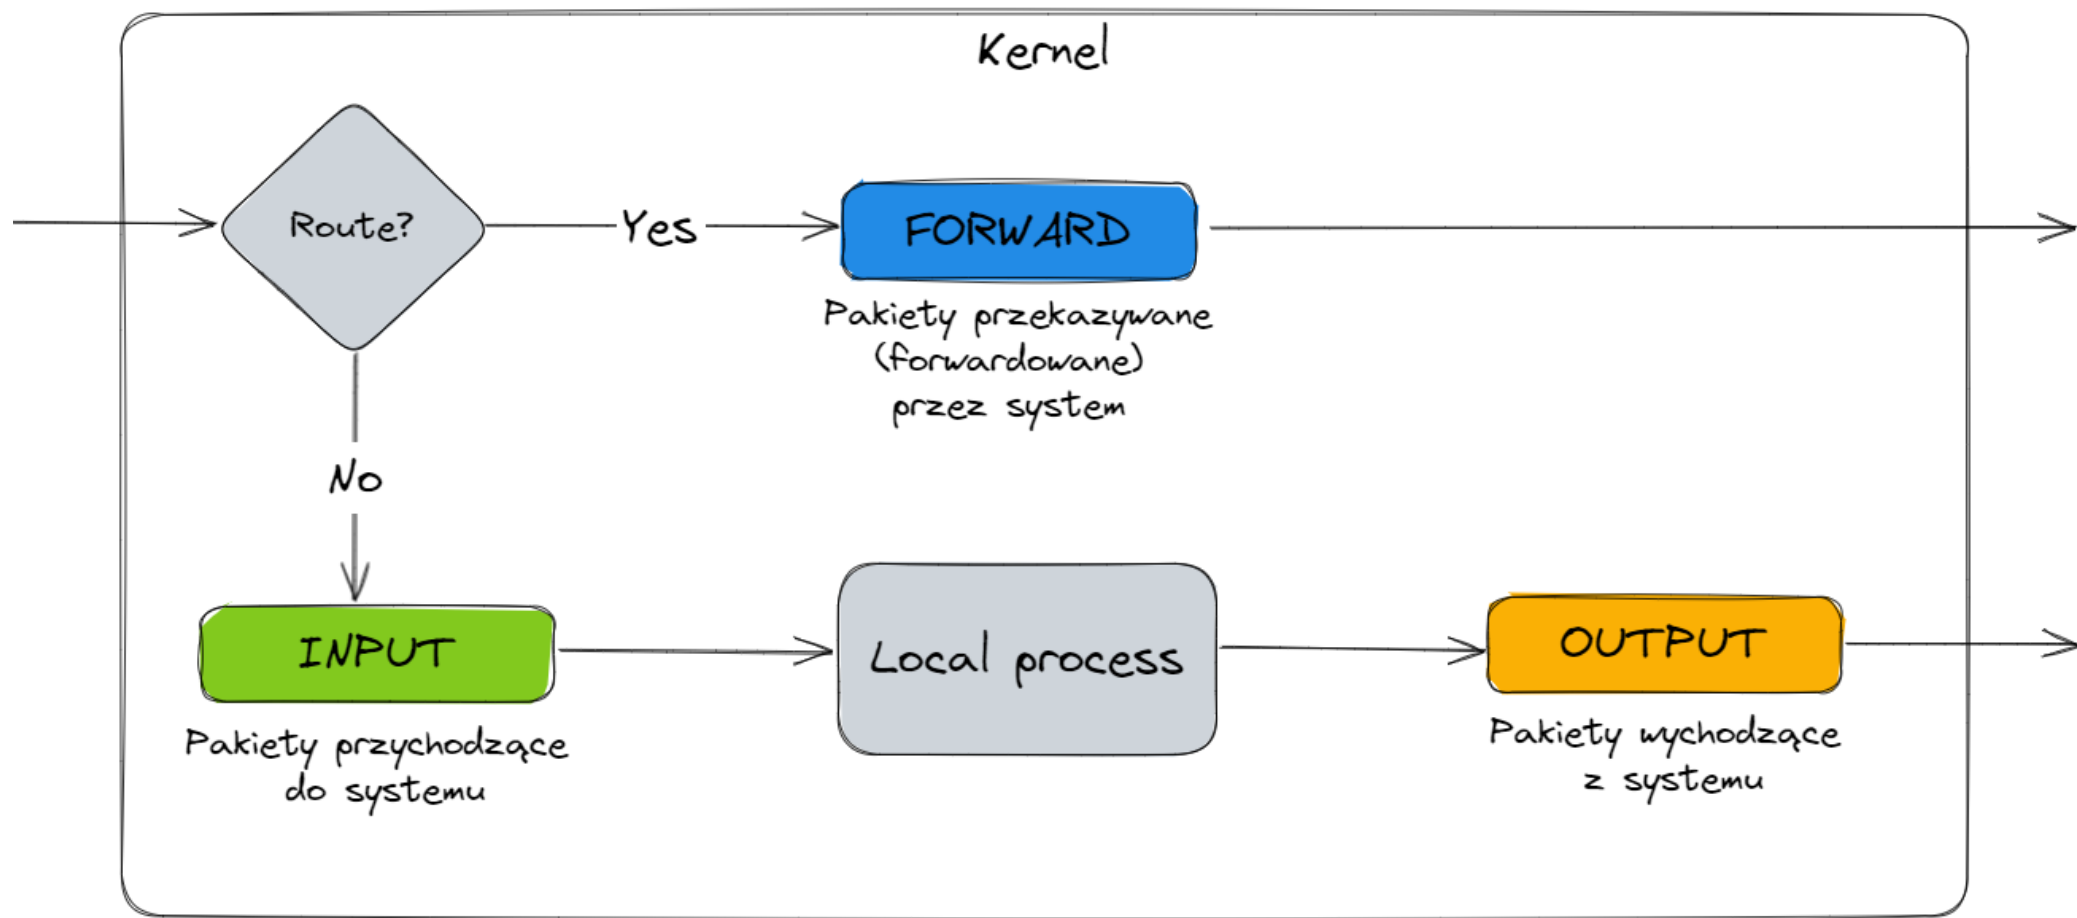 Kernel
Route?
Yes
FORWARD
Pakiety przekazywane
(forwardowane)
przez system
No
INPUT
Pakiety przychodzące
do systemu
Local process
OUTPUT
Pakiety wychodzące
z systemu